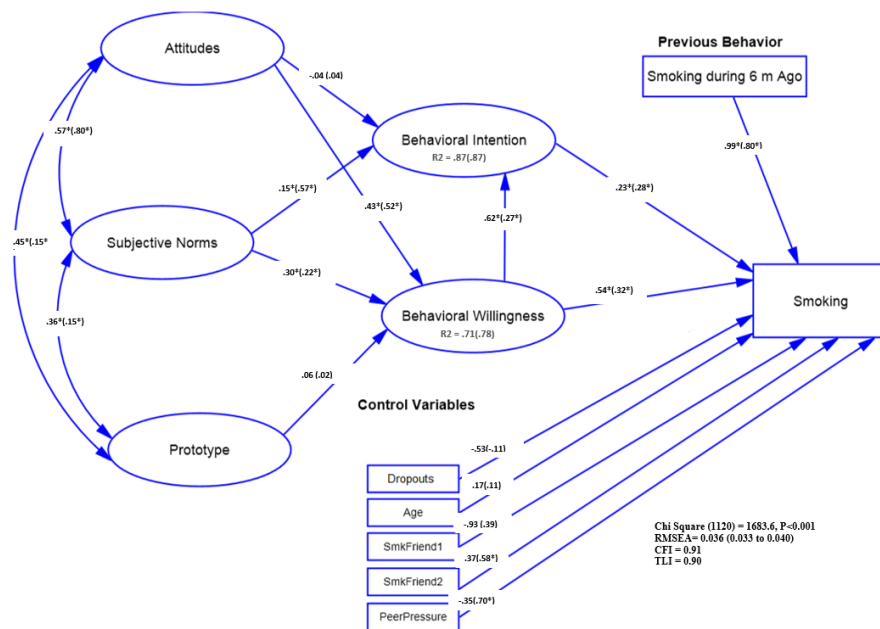 Attitudes
-.04 (.04)
Previous Behavior
Smoking during 6 m Ago
.57*(.80*)
Behavioral Intention
R2 = .87(.87)
.99*(.80*)
.15*(.57*)
.43*(.52*)
.23*(.28*)
.62*(.27*)
.45*(.15*
Subjective Norms
.30*(.22*)
.54*(.32*)
Smoking
Behavioral Willingness
R2 = .71(.78)
.36*(.15*)
.06 (.02)
Control Variables
Prototype
-.53(-.11)
Dropouts
.17(.11)
Age
-.93 (.39)
SmkFriend1
.37(.58*)
SmkFriend2
-.35(.70*)
PeerPressure
Chi Square (1120) = 1683.6, P<0.001
RMSEA= 0.036 (0.033 to 0.040)
CFI = 0.91
TLI = 0.90